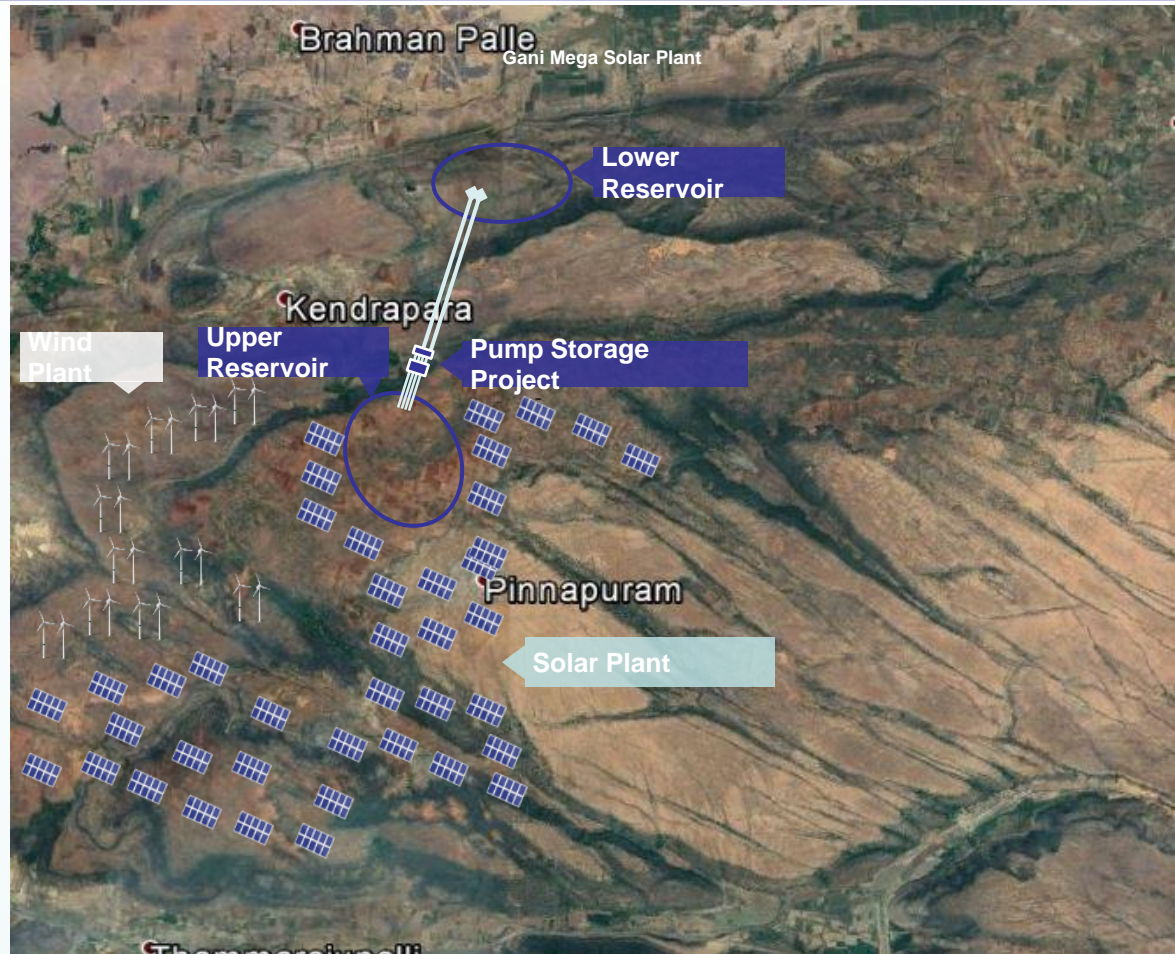 Brahman Palle
Gani Mega Solar Plant
Lower
Reservoir
Kendrapara
Wind
Plant
Upper
Reservoir
Pump Storage
Project
Pinnapuram
Solar Plant